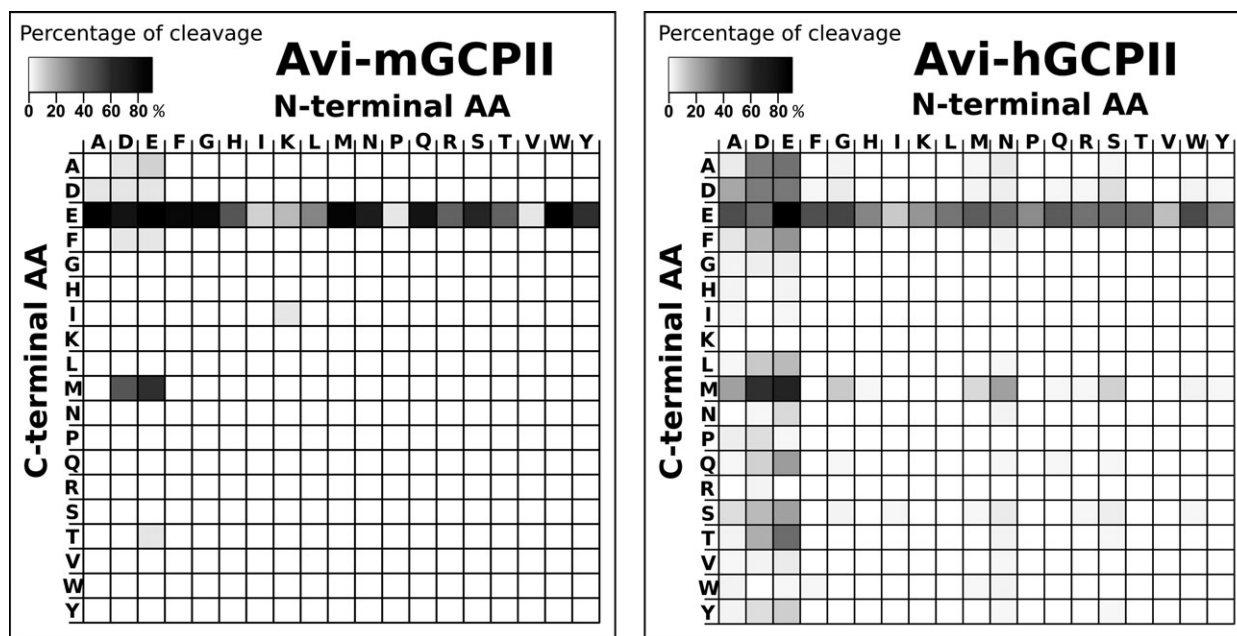 Percentage of cleavage
0 20 40 60 80 %
Avi-mGCPII
N-terminal AA
A D E F G H I K L M N P Q R S T V W Y
C-terminal AA
A
D
E
F
G
H
I
K
L
M
N
P
Q
R
S
T
V
W
Y
Percentage of cleavage
0 20 40 60 80 %
Avi-hGCPII
N-terminal AA
A D E F G H I K L M N P Q R S T V W Y
C-terminal AA
A
D
E
F
G
H
I
K
L
M
N
P
Q
R
S
T
V
W
Y